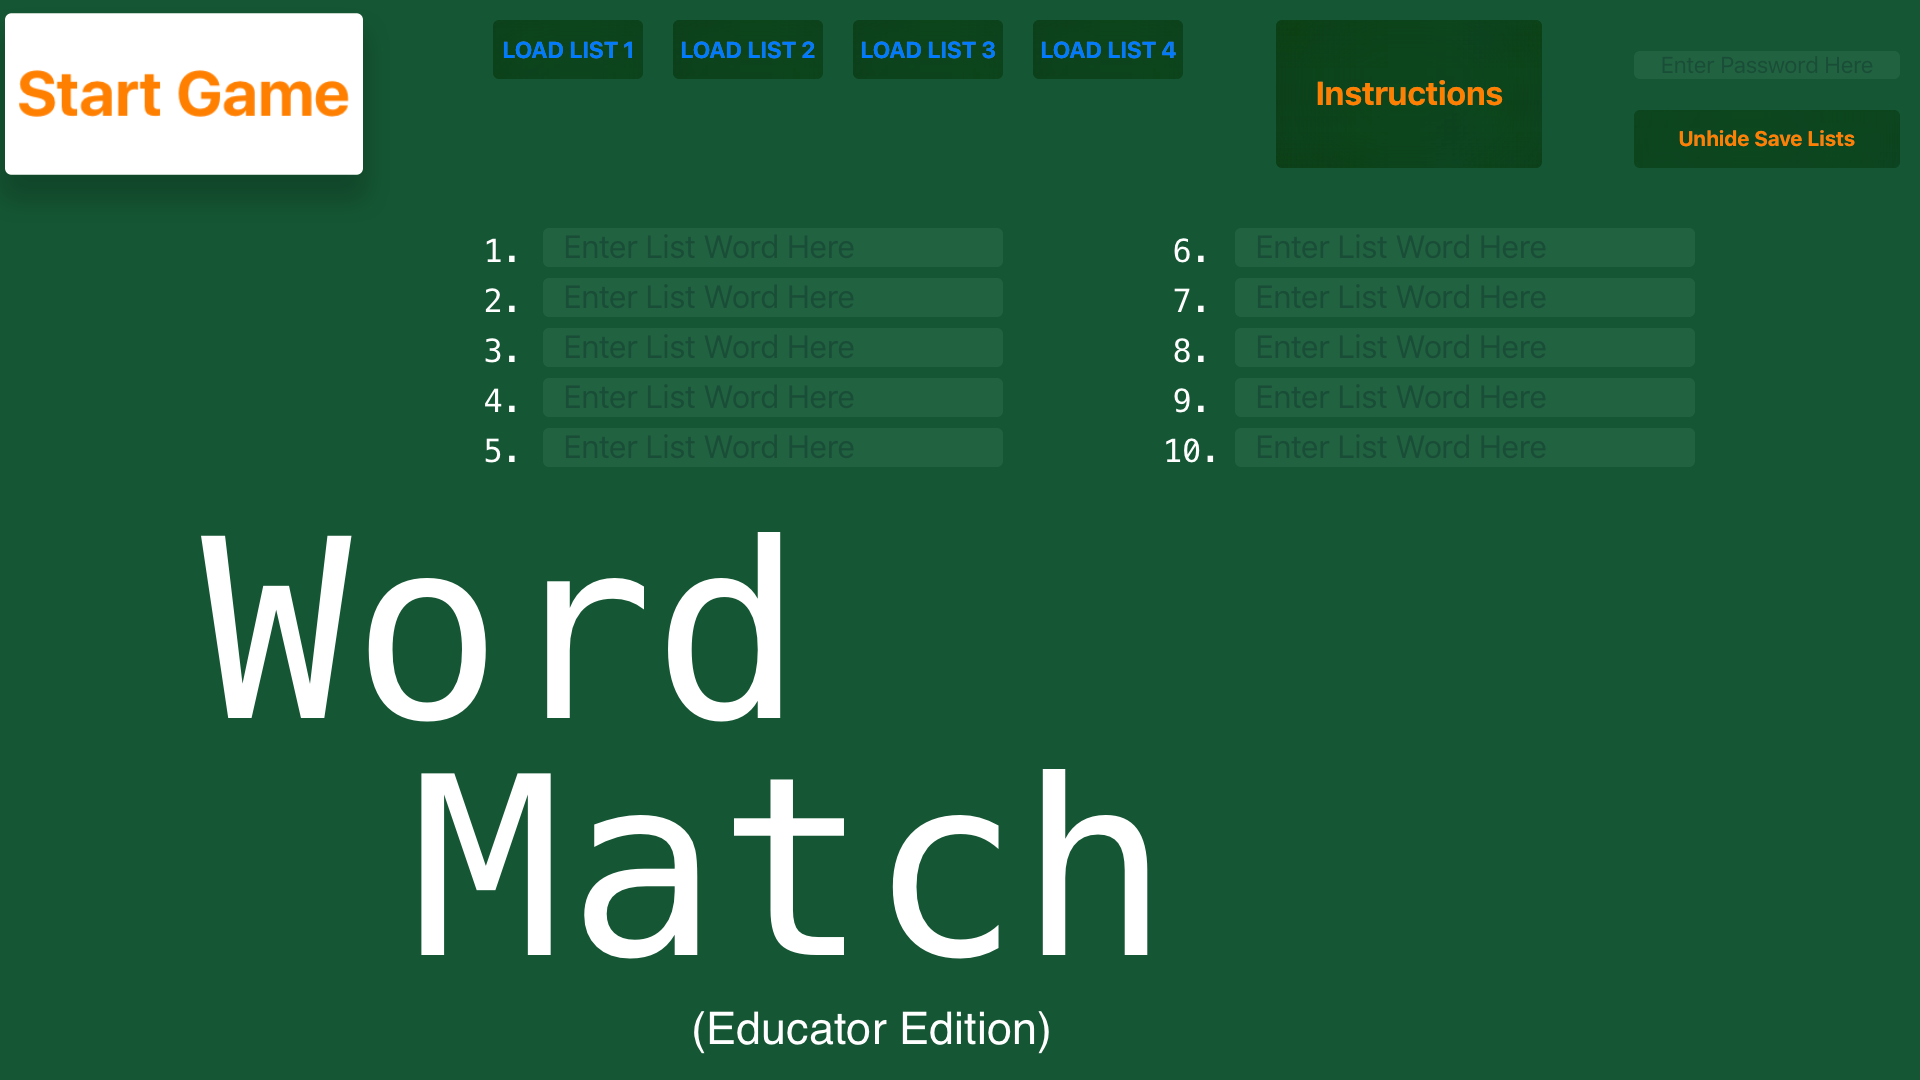 Start Game
LOAD LIST 1
LOAD LIST 2
LOAD LIST 3
LOAD LIST 4
Instructions
Enter Password Here
Unhide Save Lists
1. Enter List Word Here
2. Enter List Word Here
3. Enter List Word Here
4. Enter List Word Here
5. Enter List Word Here
6. Enter List Word Here
7. Enter List Word Here
8. Enter List Word Here
9. Enter List Word Here
10. Enter List Word Here
Word
Match
(Educator Edition)